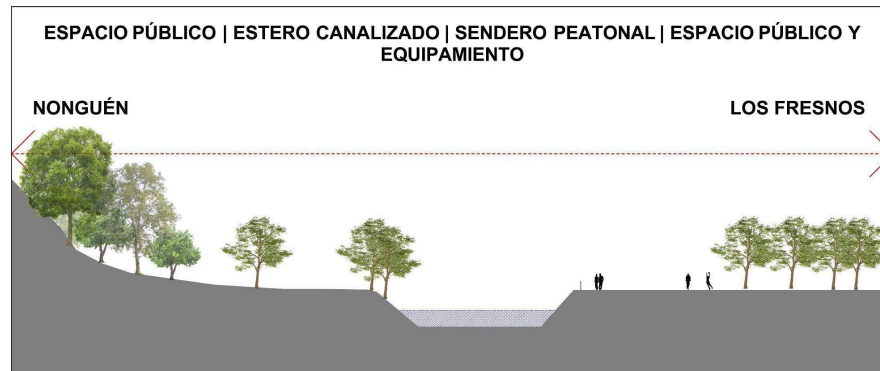 ESPACIO PÚBLICO | ESTERO CANALIZADO | SENDERO PEATONAL | ESPACIO PÚBLICO Y
EQUIPAMIENTO
NONGUÉN
LOS FRESNOS